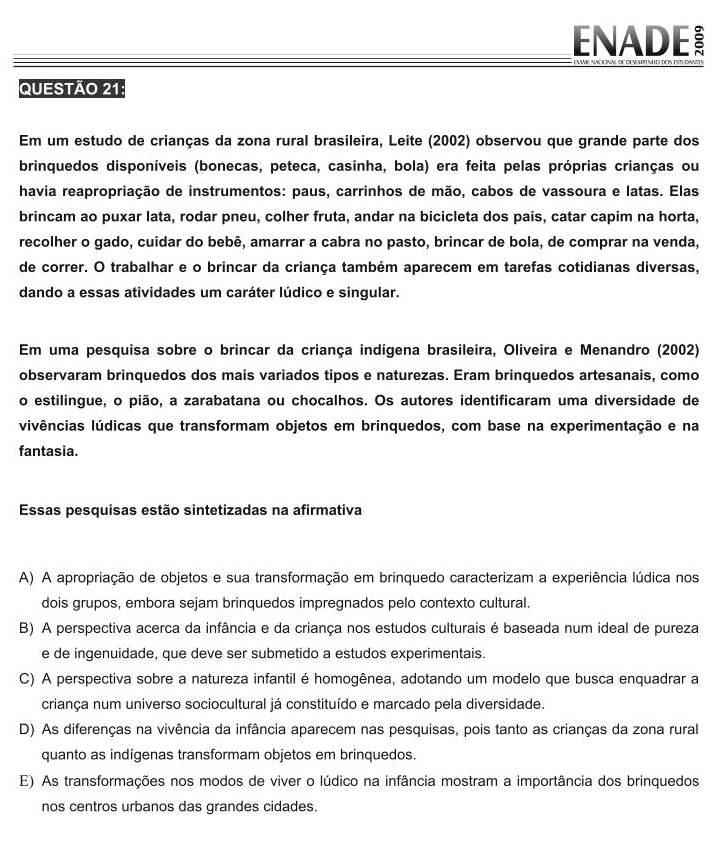 ENADE 2009
EXAME NACIONAL DE DESEMPENHO DOS ESTUDANTES
QUESTÃO 21:
Em um estudo de crianças da zona rural brasileira, Leite (2002) observou que grande parte dos
brinquedos disponíveis (bonecas, peteca, casinha, bola) era feita pelas próprias crianças ou
havia reapropriação de instrumentos: paus, carrinhos de mão, cabos de vassoura e latas. Elas
brincam ao puxar lata, rodar pneu, colher fruta, andar na bicicleta dos pais, catar capim na horta,
recolher o gado, cuidar do bebê, amarrar a cabra no pasto, brincar de bola, de comprar na venda,
de correr. O trabalhar e o brincar da criança também aparecem em tarefas cotidianas diversas,
dando a essas atividades um caráter lúdico e singular.
Em uma pesquisa sobre o brincar da criança indígena brasileira, Oliveira e Menandro (2002)
observaram brinquedos dos mais variados tipos e naturezas. Eram brinquedos artesanais, como
o estilingue, o pião, a zarabatana ou chocalhos. Os autores identificaram uma diversidade de
vivências lúdicas que transformam objetos em brinquedos, com base na experimentação e na
fantasia.
Essas pesquisas estão sintetizadas na afirmativa
A) A apropriação de objetos e sua transformação em brinquedo caracterizam a experiência lúdica nos
dois grupos, embora sejam brinquedos impregnados pelo contexto cultural.
B) A perspectiva acerca da infância e da criança nos estudos culturais é baseada num ideal de pureza
e de ingenuidade, que deve ser submetido a estudos experimentais.
C) A perspectiva sobre a natureza infantil é homogênea, adotando um modelo que busca enquadrar a
criança num universo sociocultural já constituído e marcado pela diversidade.
D) As diferenças na vivência da infância aparecem nas pesquisas, pois tanto as crianças da zona rural
quanto as indígenas transformam objetos em brinquedos.
E) As transformações nos modos de viver o lúdico na infância mostram a importância dos brinquedos
nos centros urbanos das grandes cidades.